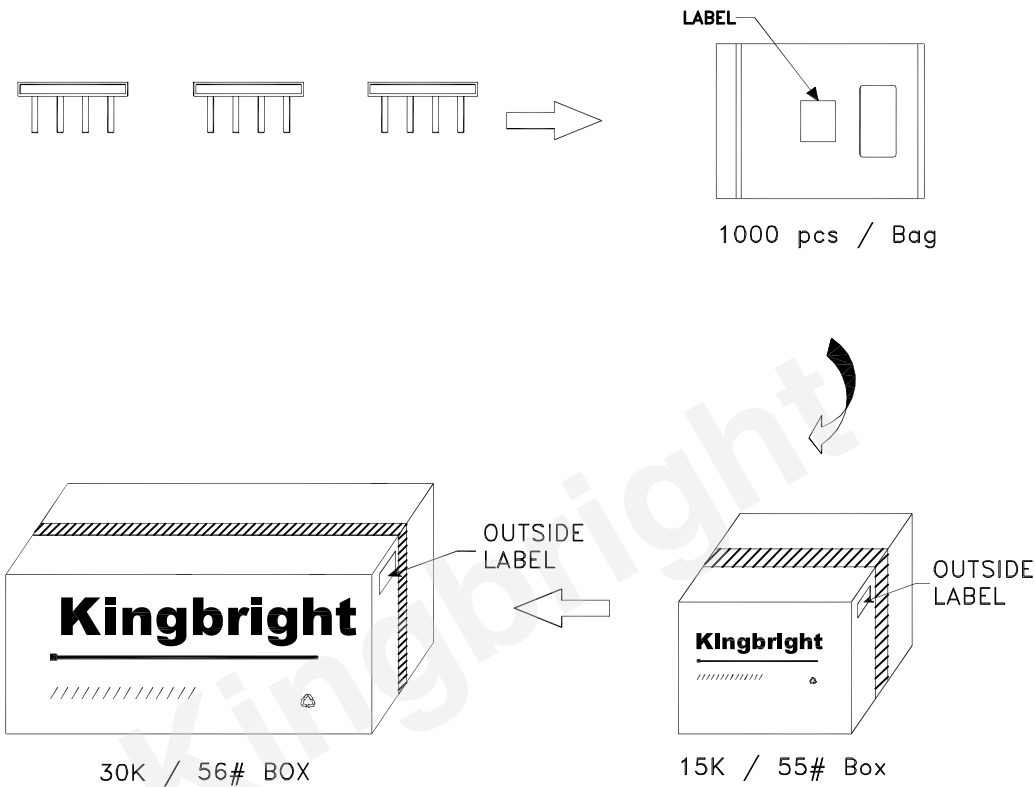 LABEL
1000 pcs / Bag
OUTSIDE
LABEL
Kingbright
30K / 56# BOX
OUTSIDE
LABEL
KIngbrIght
15K / 55# Box
Kingbright